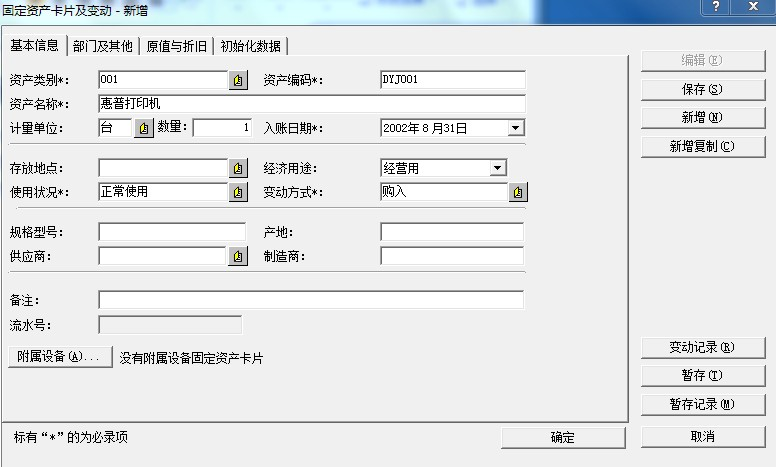 固定资产卡片及变动 - 新增
基本信息 部门及其他 原值与折旧 初始化数据
资产类别*: 001 资产编码*: DYJ001
资产名称*: 惠普打印机
计量单位: 台 数量: 1 入账日期*: 2002年 8月31日
存放地点: 经济用途: 经营用
使用状况*: 正常使用 变动方式*: 购入
规格型号: 产地:
供应商: 制造商:
备注:
流水号:
附属设备(A)... 没有附属设备固定资产卡片
标有“*”的为必录项 确定
编辑(E)
保存(S)
新增(N)
新增复制(C)
变动记录(R)
暂存(T)
暂存记录(M)
取消